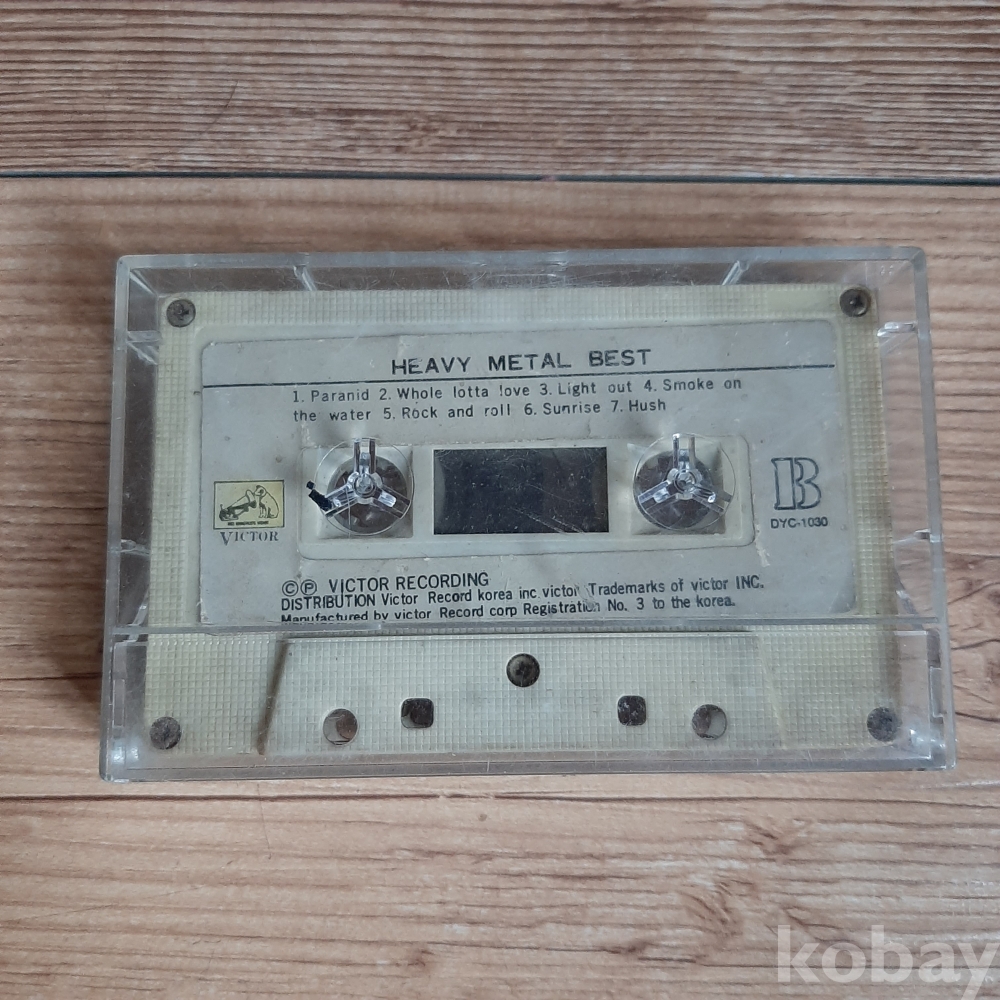 HEAVY METAL BEST
1. Paranid 2. Whole lotta love 3. Light out 4. Smoke on
the water 5. Rock and roll 6. Sunrise 7. Hush
VICTOR
B
DYC-1030
©℗ VICTOR RECORDING
DISTRIBUTION Victor Record korea inc. victor Trademarks of victor INC.
Manufactured by victor Record corp Registration No. 3 to the korea.
kobay